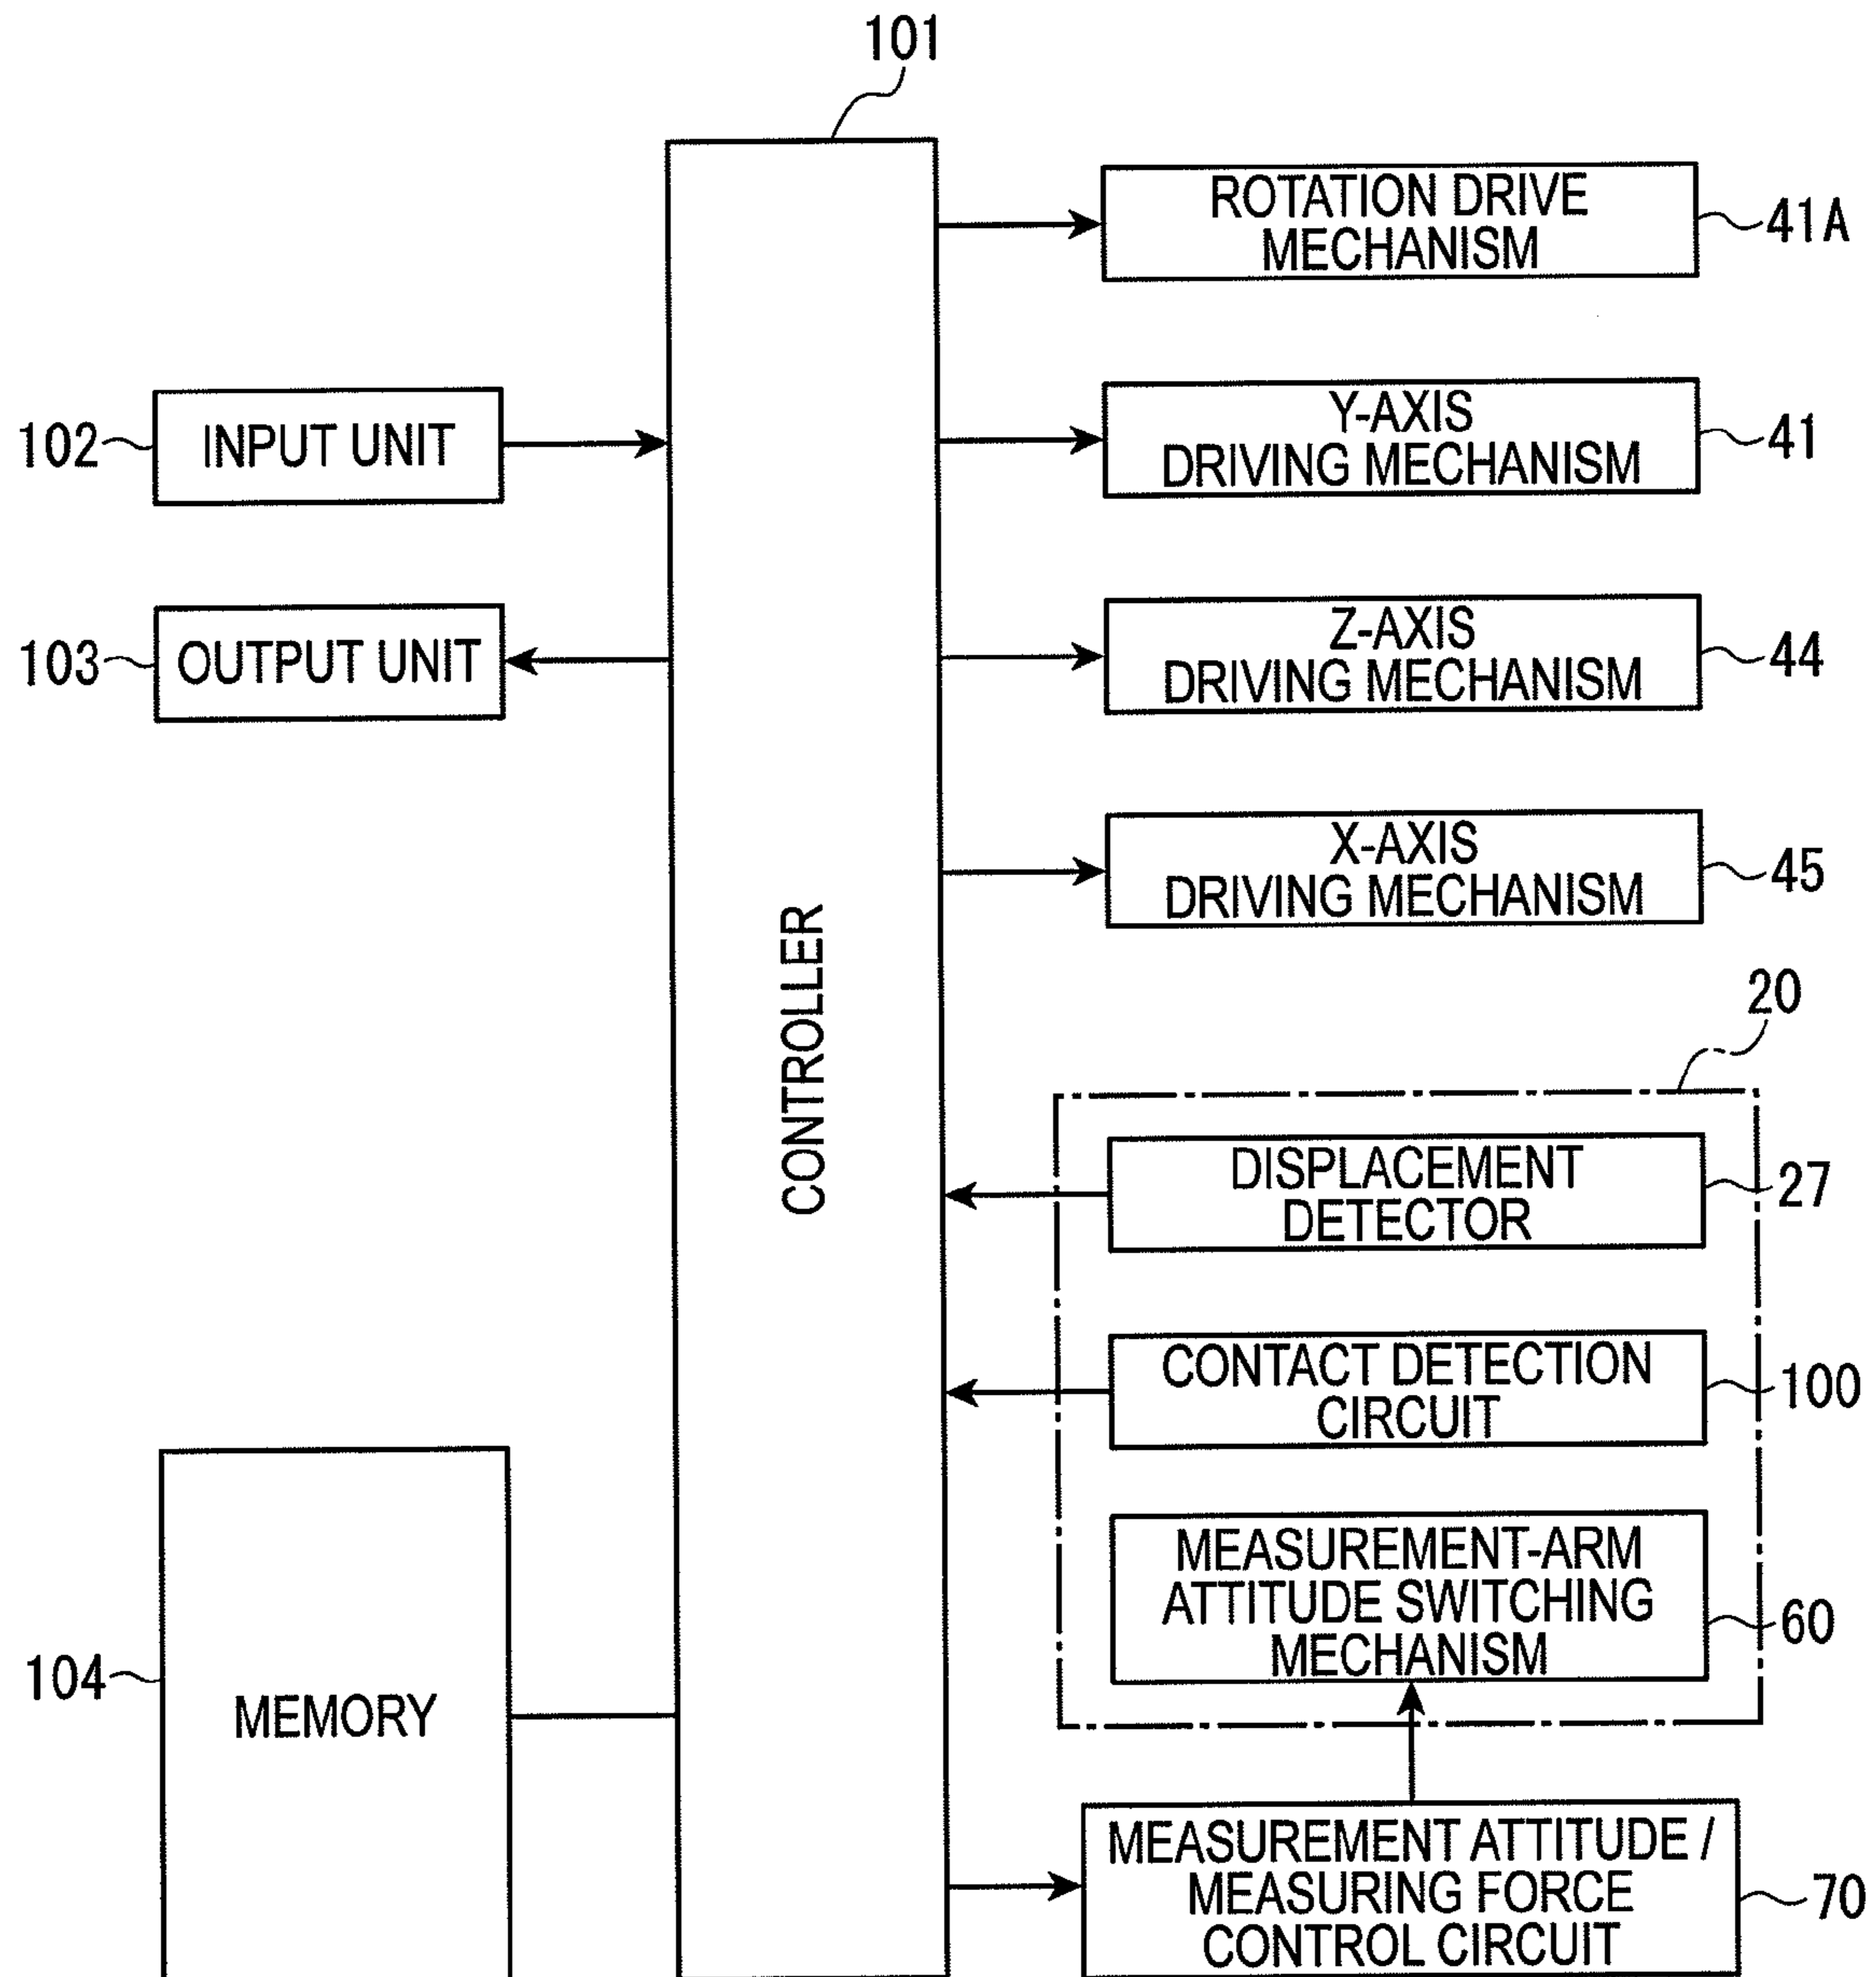 101
ROTATION DRIVE
MECHANISM
41A
102
INPUT UNIT
Y-AXIS
DRIVING MECHANISM
41
103
OUTPUT UNIT
Z-AXIS
DRIVING MECHANISM
44
X-AXIS
DRIVING MECHANISM
45
CONTROLLER
20
DISPLACEMENT
DETECTOR
27
CONTACT DETECTION
CIRCUIT
100
MEASUREMENT-ARM
ATTITUDE SWITCHING
MECHANISM
60
104
MEMORY
MEASUREMENT ATTITUDE /
MEASURING FORCE
CONTROL CIRCUIT
70